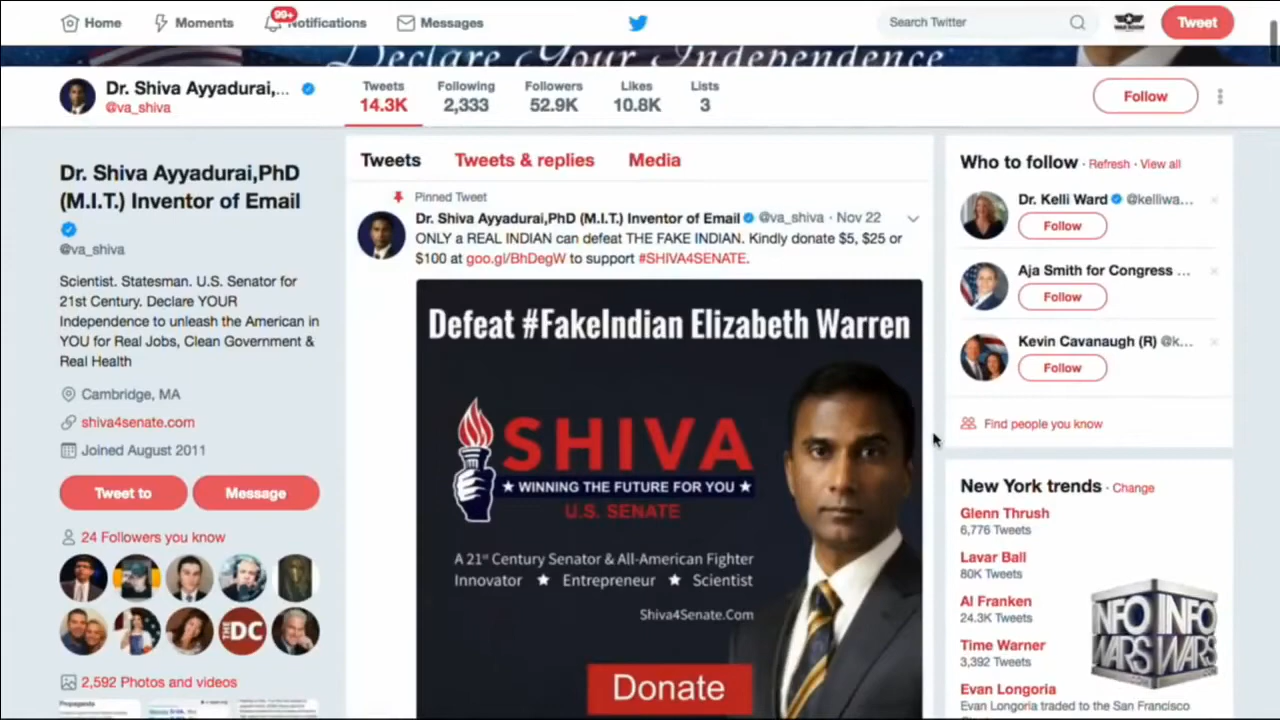 Home
Moments
99+
Notifications
Messages
Search Twitter
Tweet
Declare Your Independence
Dr. Shiva Ayyadurai,...
@va_shiva
Tweets
14.3K
Following
2,333
Followers
52.9K
Likes
10.8K
Lists
3
Follow
Dr. Shiva Ayyadurai,PhD
(M.I.T.) Inventor of Email
@va_shiva
Scientist. Statesman. U.S. Senator for
21st Century. Declare YOUR
Independence to unleash the American in
YOU for Real Jobs, Clean Government &
Real Health
Cambridge, MA
shiva4senate.com
Joined August 2011
Tweet to
Message
24 Followers you know
THE DC
2,592 Photos and videos
Propaganda
Tweets
Tweets & replies
Media
Pinned Tweet
Dr. Shiva Ayyadurai,PhD (M.I.T.) Inventor of Email @va_shiva · Nov 22
ONLY a REAL INDIAN can defeat THE FAKE INDIAN. Kindly donate $5, $25 or
$100 at goo.gl/BhDegW to support #SHIVA4SENATE.
Defeat #FakeIndian Elizabeth Warren
SHIVA
★ WINNING THE FUTURE FOR YOU ★
U.S. SENATE
A 21st Century Senator & All-American Fighter
Innovator ★ Entrepreneur ★ Scientist
Shiva4Senate.Com
Donate
Who to follow · Refresh · View all
Dr. Kelli Ward @kelliwa...
Follow
Aja Smith for Congress ...
Follow
Kevin Cavanaugh (R) @k...
Follow
Find people you know
New York trends · Change
Glenn Thrush
6,776 Tweets
Lavar Ball
80K Tweets
Al Franken
24.3K Tweets
Time Warner
3,392 Tweets
Evan Longoria
Evan Longoria traded to the San Francisco
INFO WARS
INFO WARS